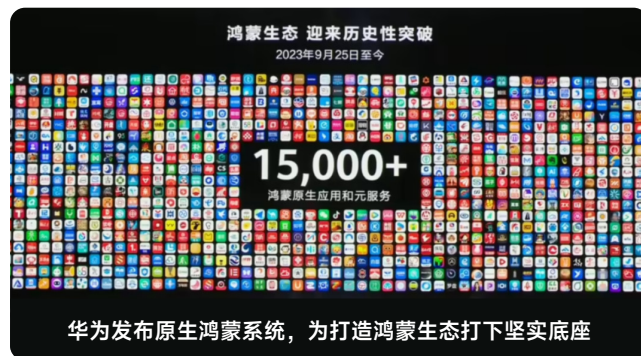 鸿蒙生态 迎来历史性突破
2023年9月25日至今
15,000+
鸿蒙原生应用和元服务
华为发布原生鸿蒙系统，为打造鸿蒙生态打下坚实底座